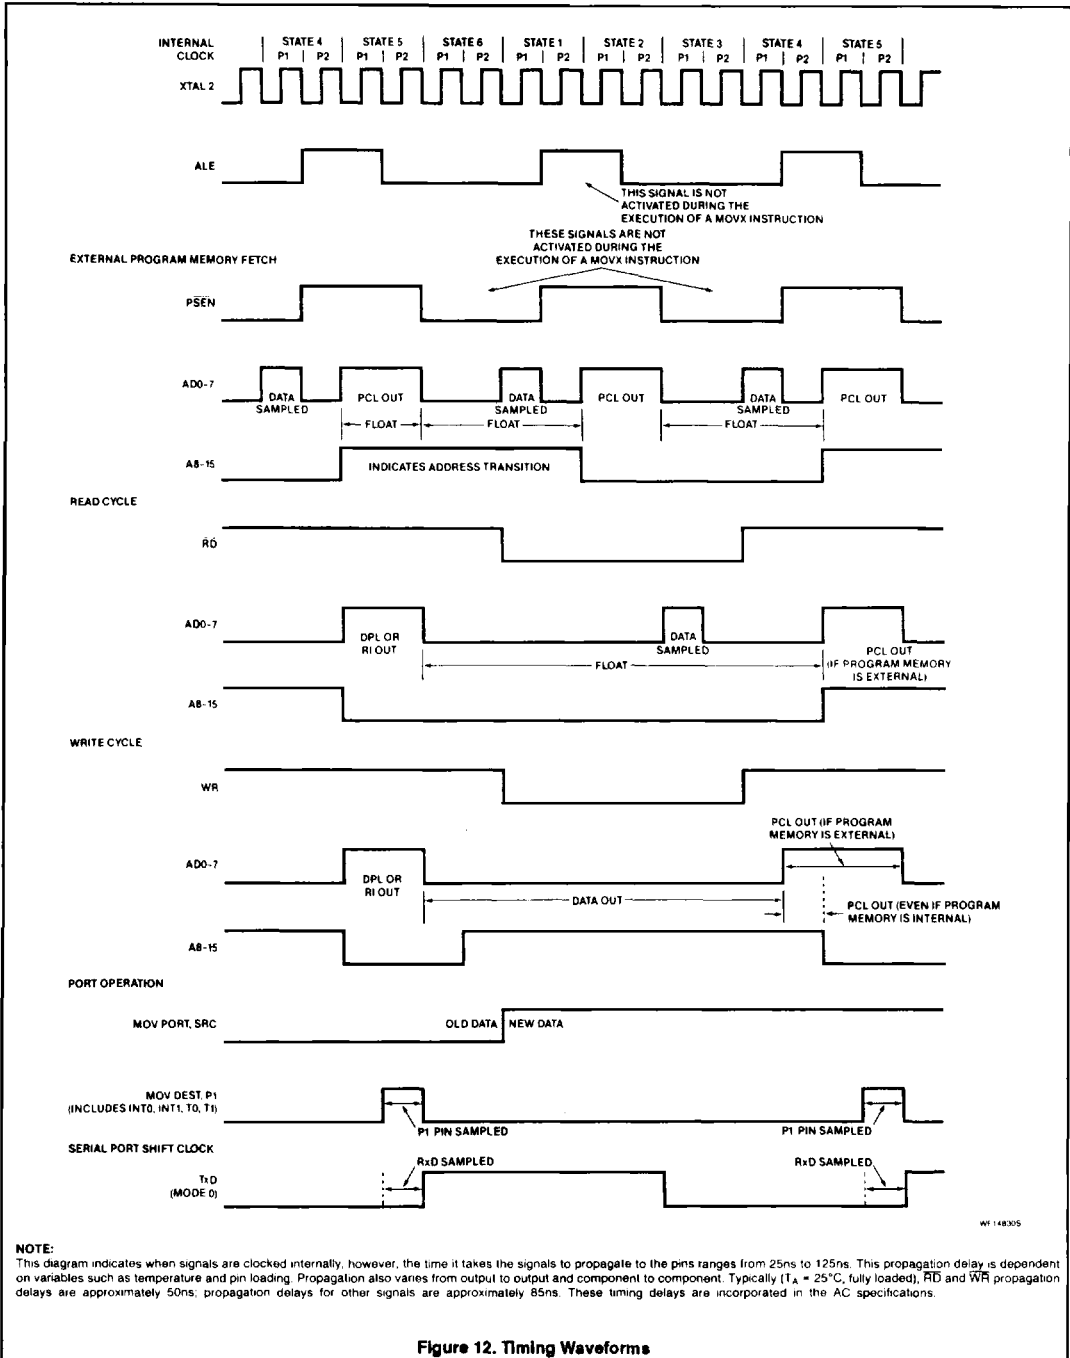 INTERNAL CLOCK
STATE 4 STATE 5 STATE 6 STATE 1 STATE 2 STATE 3 STATE 4 STATE 5
P1 P2 P1 P2 P1 P2 P1 P2 P1 P2 P1 P2 P1 P2 P1 P2
XTAL 2
ALE
THIS SIGNAL IS NOT
ACTIVATED DURING THE
EXECUTION OF A MOVX INSTRUCTION
THESE SIGNALS ARE NOT
ACTIVATED DURING THE
EXECUTION OF A MOVX INSTRUCTION
EXTERNAL PROGRAM MEMORY FETCH
PSEN
AD0-7
DATA SAMPLED
PCL OUT
DATA SAMPLED
PCL OUT
DATA SAMPLED
PCL OUT
FLOAT FLOAT FLOAT
A8-15
INDICATES ADDRESS TRANSITION
READ CYCLE
RD
AD0-7
DPL OR
RI OUT
DATA
SAMPLED
FLOAT
PCL OUT
(IF PROGRAM MEMORY
IS EXTERNAL)
A8-15
WRITE CYCLE
WR
PCL OUT (IF PROGRAM
MEMORY IS EXTERNAL)
AD0-7
DPL OR
RI OUT
DATA OUT
PCL OUT (EVEN IF PROGRAM
MEMORY IS INTERNAL)
A8-15
PORT OPERATION
MOV PORT, SRC
OLD DATA NEW DATA
MOV DEST, P1
(INCLUDES INT0, INT1, T0, T1)
P1 PIN SAMPLED P1 PIN SAMPLED
SERIAL PORT SHIFT CLOCK
RxD SAMPLED RxD SAMPLED
TxD
(MODE 0)
WF14830S
NOTE:
This diagram indicates when signals are clocked internally, however, the time it takes the signals to propagate to the pins ranges from 25ns to 125ns. This propagation delay is dependent
on variables such as temperature and pin loading. Propagation also varies from output to output and component to component. Typically (TA = 25°C, fully loaded), RD and WR propagation
delays are approximately 50ns; propagation delays for other signals are approximately 85ns. These timing delays are incorporated in the AC specifications.
Figure 12. Timing Waveforms